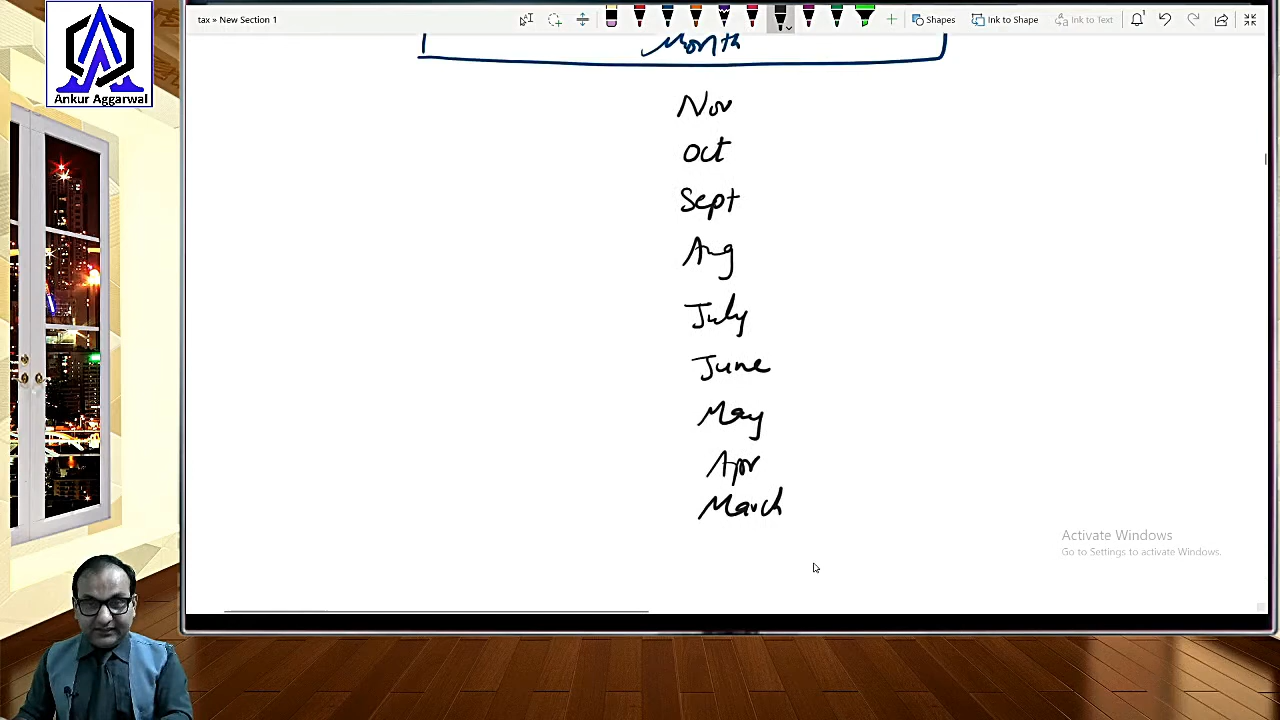 tax » New Section 1
Shapes
Ink to Shape
Ink to Text
Ankur Aggarwal
Month
Nov
Oct
Sept
Aug
July
June
May
Apr
March
Activate Windows
Go to Settings to activate Windows.